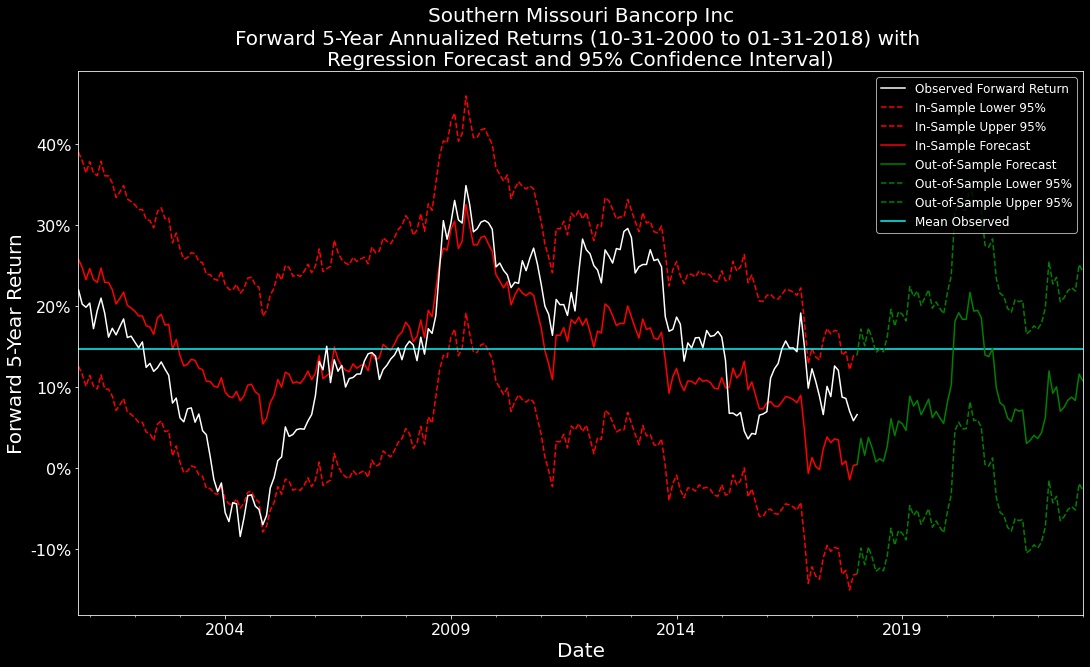 Southern Missouri Bancorp Inc
Forward 5-Year Annualized Returns (10-31-2000 to 01-31-2018) with
Regression Forecast and 95% Confidence Interval)
Observed Forward Return
In-Sample Lower 95%
In-Sample Upper 95%
In-Sample Forecast
Out-of-Sample Forecast
Out-of-Sample Lower 95%
Out-of-Sample Upper 95%
Mean Observed
Forward 5-Year Return
40%
30%
20%
10%
0%
-10%
2004
2009
2014
2019
Date